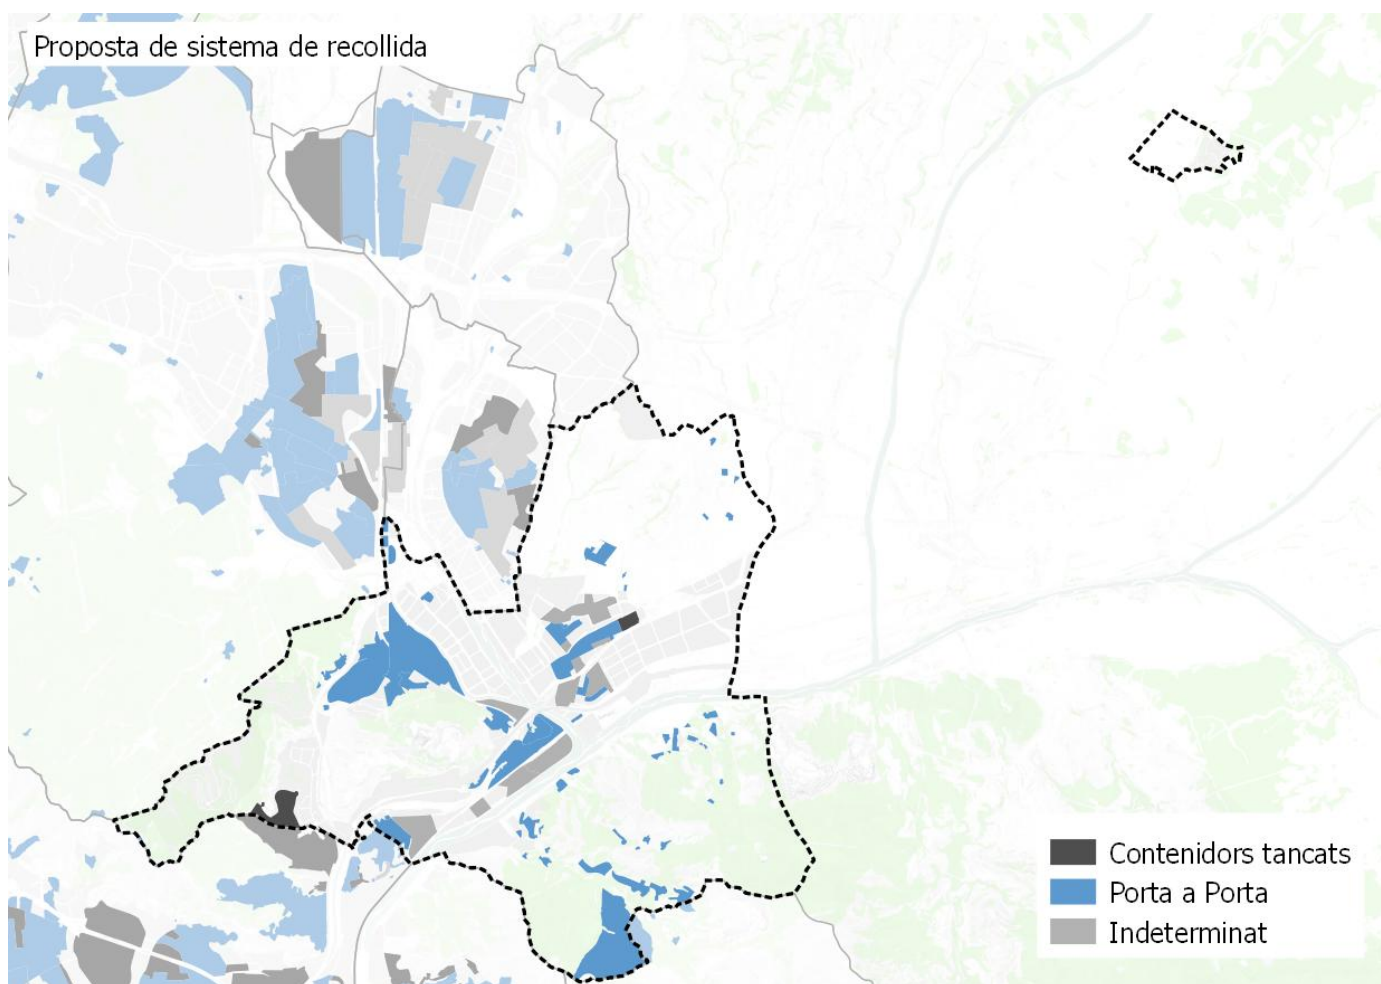 Proposta de sistema de recollida
Contenidors tancats
Porta a Porta
Indeterminat